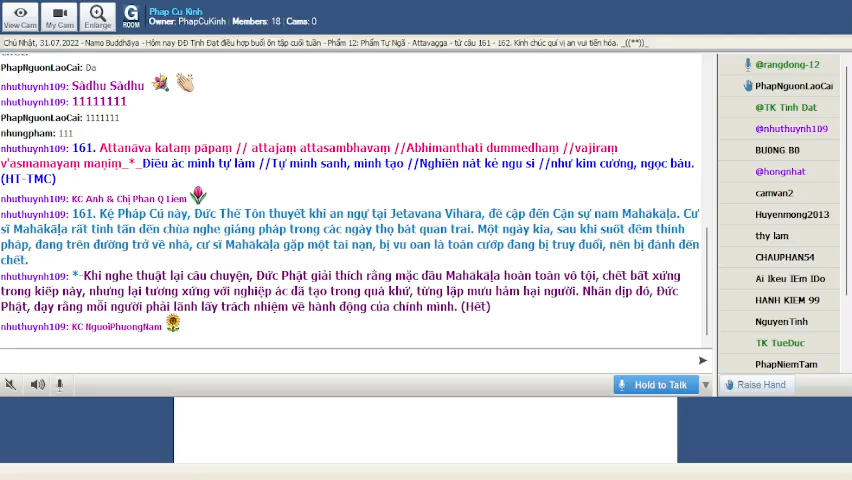 View Cam
My Cam
Enlarge
G
ROOM
Phap Cu Kinh
Owner: PhapCuKinh | Members: 18 | Cams: 0
Chủ Nhật, 31.07.2022 - Namo Buddhāya - Hôm nay ĐĐ Tịnh Đạt điều hợp buổi ôn tập cuối tuần - Phẩm 12: Phẩm Tự Ngã - Attavagga - từ câu 161 - 162. Kính chúc quí vị an vui tiến hóa. _((**))_
PhapNguonLaoCai: Da
nhuthuynh109: Sàdhu Sàdhu
nhuthuynh109: 11111111
PhapNguonLaoCai: 1111111
nhungpham: 111
nhuthuynh109: 161. Attanāva kataṃ pāpaṃ // attajaṃ attasambhavaṃ //Abhimanthati dummedhaṃ //vajiraṃ
v'asmamayaṃ maṇiṃ_*_Điều ác mình tự làm //Tự mình sanh, mình tạo //Nghiền nát kẻ ngu si //như kim cương, ngọc báu.
(HT-TMC)
nhuthuynh109: KC Anh & Chị Phan Q Liem
nhuthuynh109: 161. Kệ Pháp Cú này, Đức Thế Tôn thuyết khi an ngự tại Jetavana Vihāra, đề cập đến Cận sự nam Mahākāḷa. Cư
sĩ Mahākāḷa rất tinh tấn đến chùa nghe giảng pháp trong các ngày thọ bát quan trai. Một ngày kia, sau khi suốt đêm thính
pháp, đang trên đường trở về nhà, cư sĩ Mahākāḷa gặp một tai nạn, bị vu oan là toán cướp đang bị truy đuổi, nên bị đánh đến
chết.
nhuthuynh109: *-Khi nghe thuật lại câu chuyện, Đức Phật giải thích rằng mặc dầu Mahākāḷa hoàn toàn vô tội, chết bất xứng
trong kiếp này, nhưng lại tương xứng với nghiệp ác đã tạo trong quá khứ, từng lập mưu hảm hại người. Nhân dịp đó, Đức
Phật, dạy rằng mỗi người phải lãnh lấy trách nhiệm về hành động của chính mình. (Hết)
nhuthuynh109: KC NguoiPhuongNam
@rangdong-12
PhapNguonLaoCai
@TK Tinh Dat
@nhuthuynh109
BUỒNG BO
@hongnhat
camvan2
Huyenmong2013
thy lam
CHAUPHAN54
Ai Ikeu IEm IDo
HANH KIEM 99
NguyenTinh
TK TueDuc
PhapNiemTam
Hold to Talk
Raise Hand